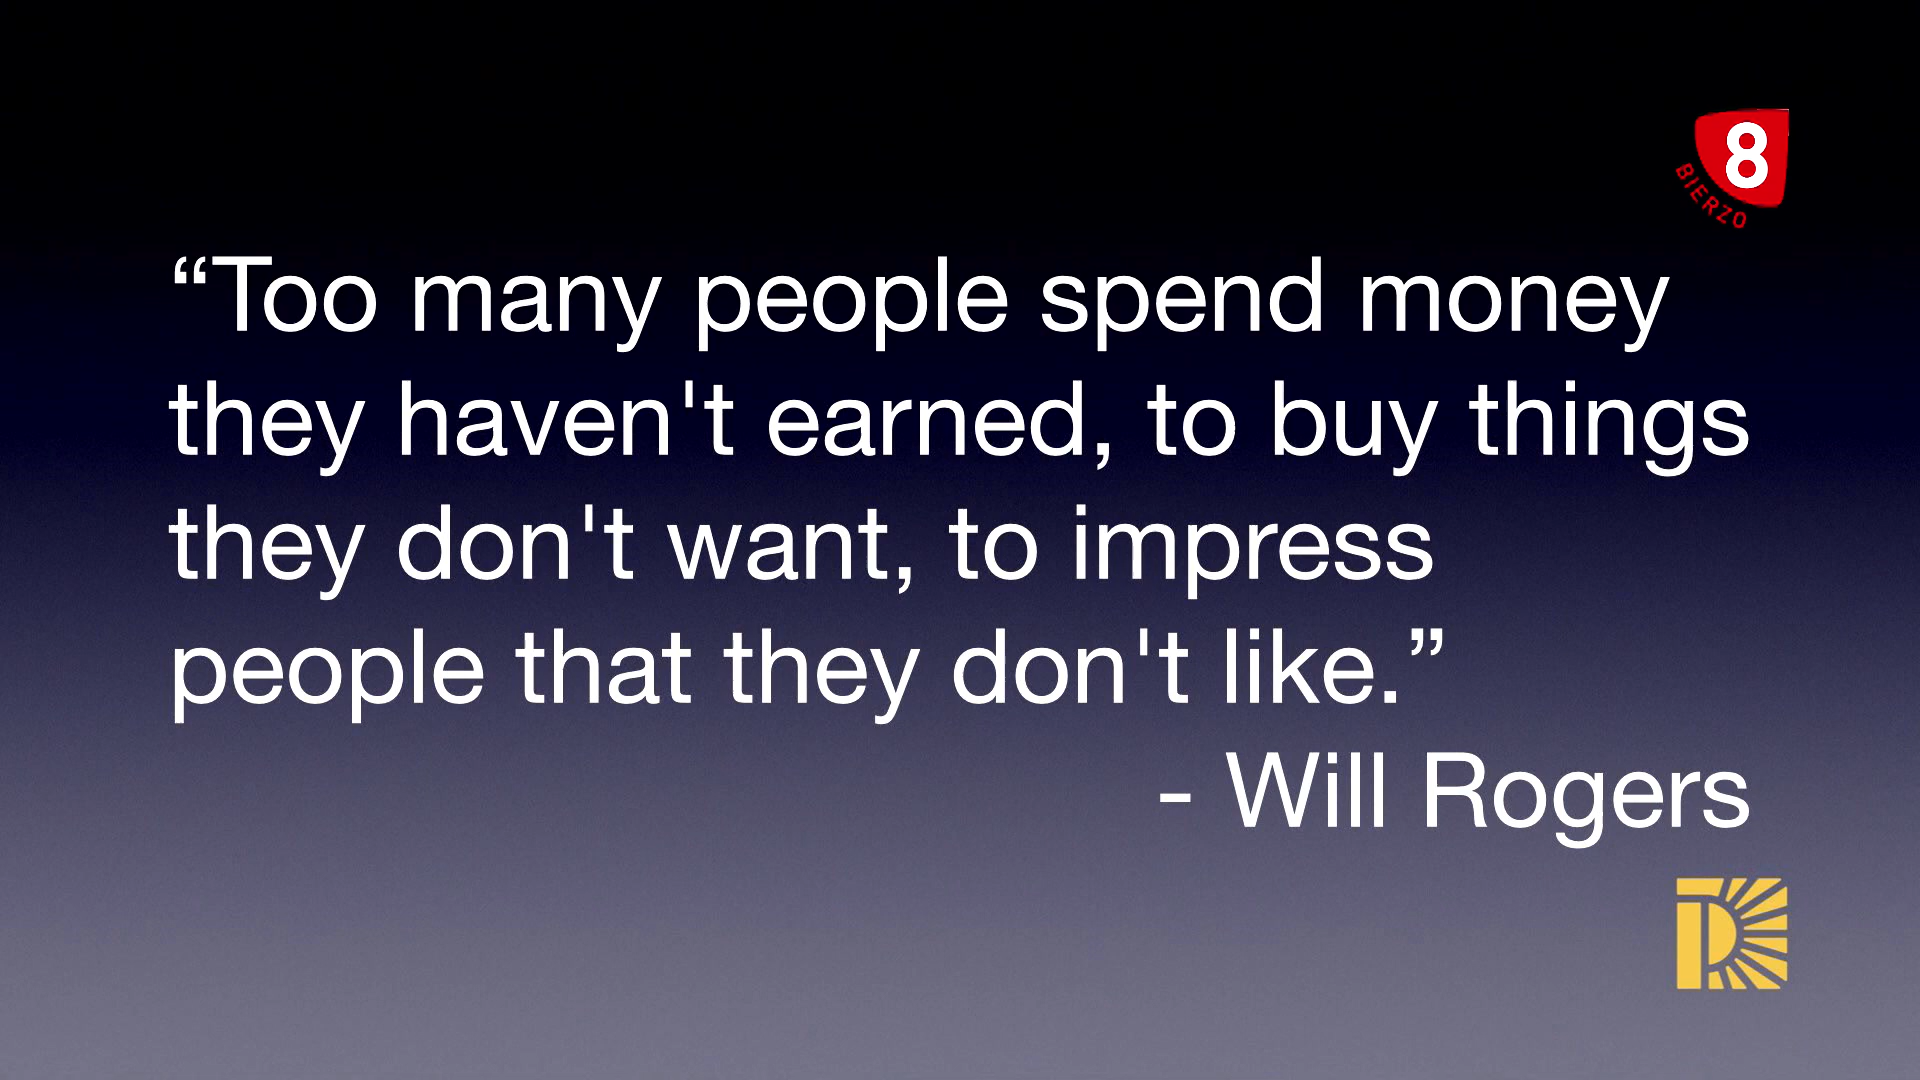 8
BIERZO
“Too many people spend money
they haven't earned, to buy things
they don't want, to impress
people that they don't like.”
- Will Rogers